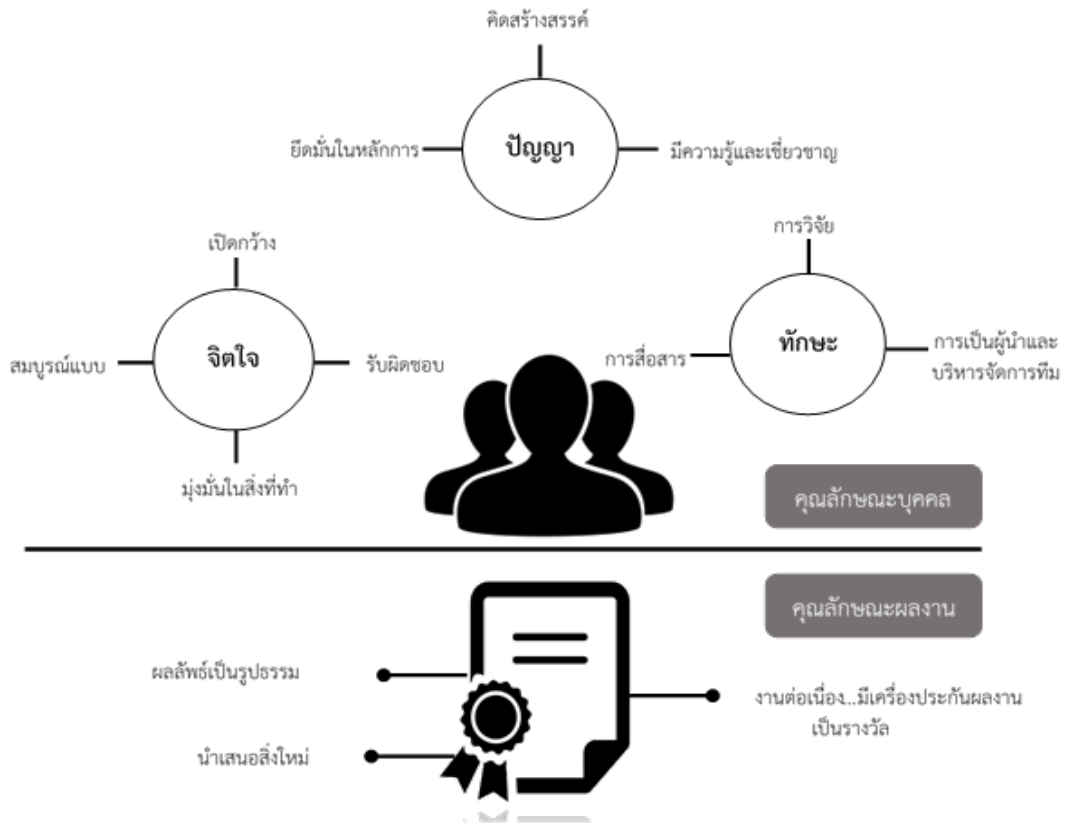 คิดสร้างสรรค์
ยึดมั่นในหลักการ
ปัญญา
มีความรู้และเชี่ยวชาญ
เปิดกว้าง
สมบูรณ์แบบ
จิตใจ
รับผิดชอบ
มุ่งมั่นในสิ่งที่ทำ
การวิจัย
การสื่อสาร
ทักษะ
การเป็นผู้นำและ
บริหารจัดการทีม
คุณลักษณะบุคคล
คุณลักษณะผลงาน
ผลลัพธ์เป็นรูปธรรม
นำเสนอสิ่งใหม่
งานต่อเนื่อง...มีเครื่องประกันผลงาน
เป็นรางวัล